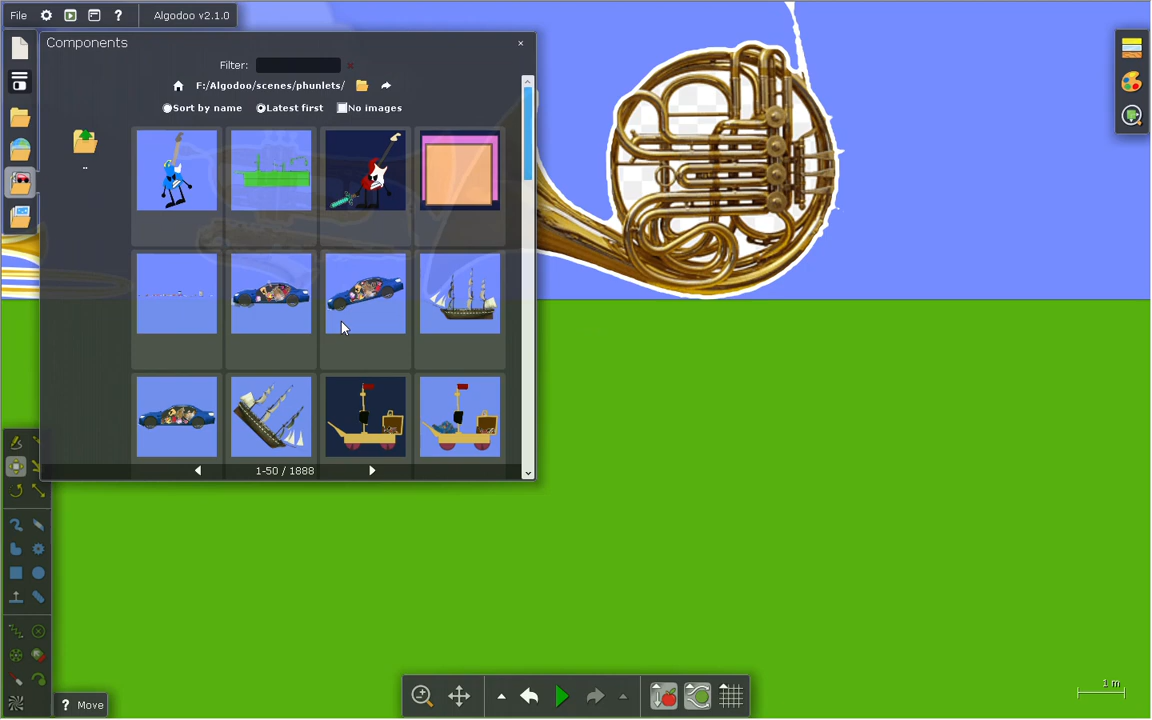 File ? Algodoo v2.1.0
Components ×
Filter: ×
F:/Algodoo/scenes/phunlets/
Sort by name Latest first No images
..
1-50 / 1888
? Move
1 m